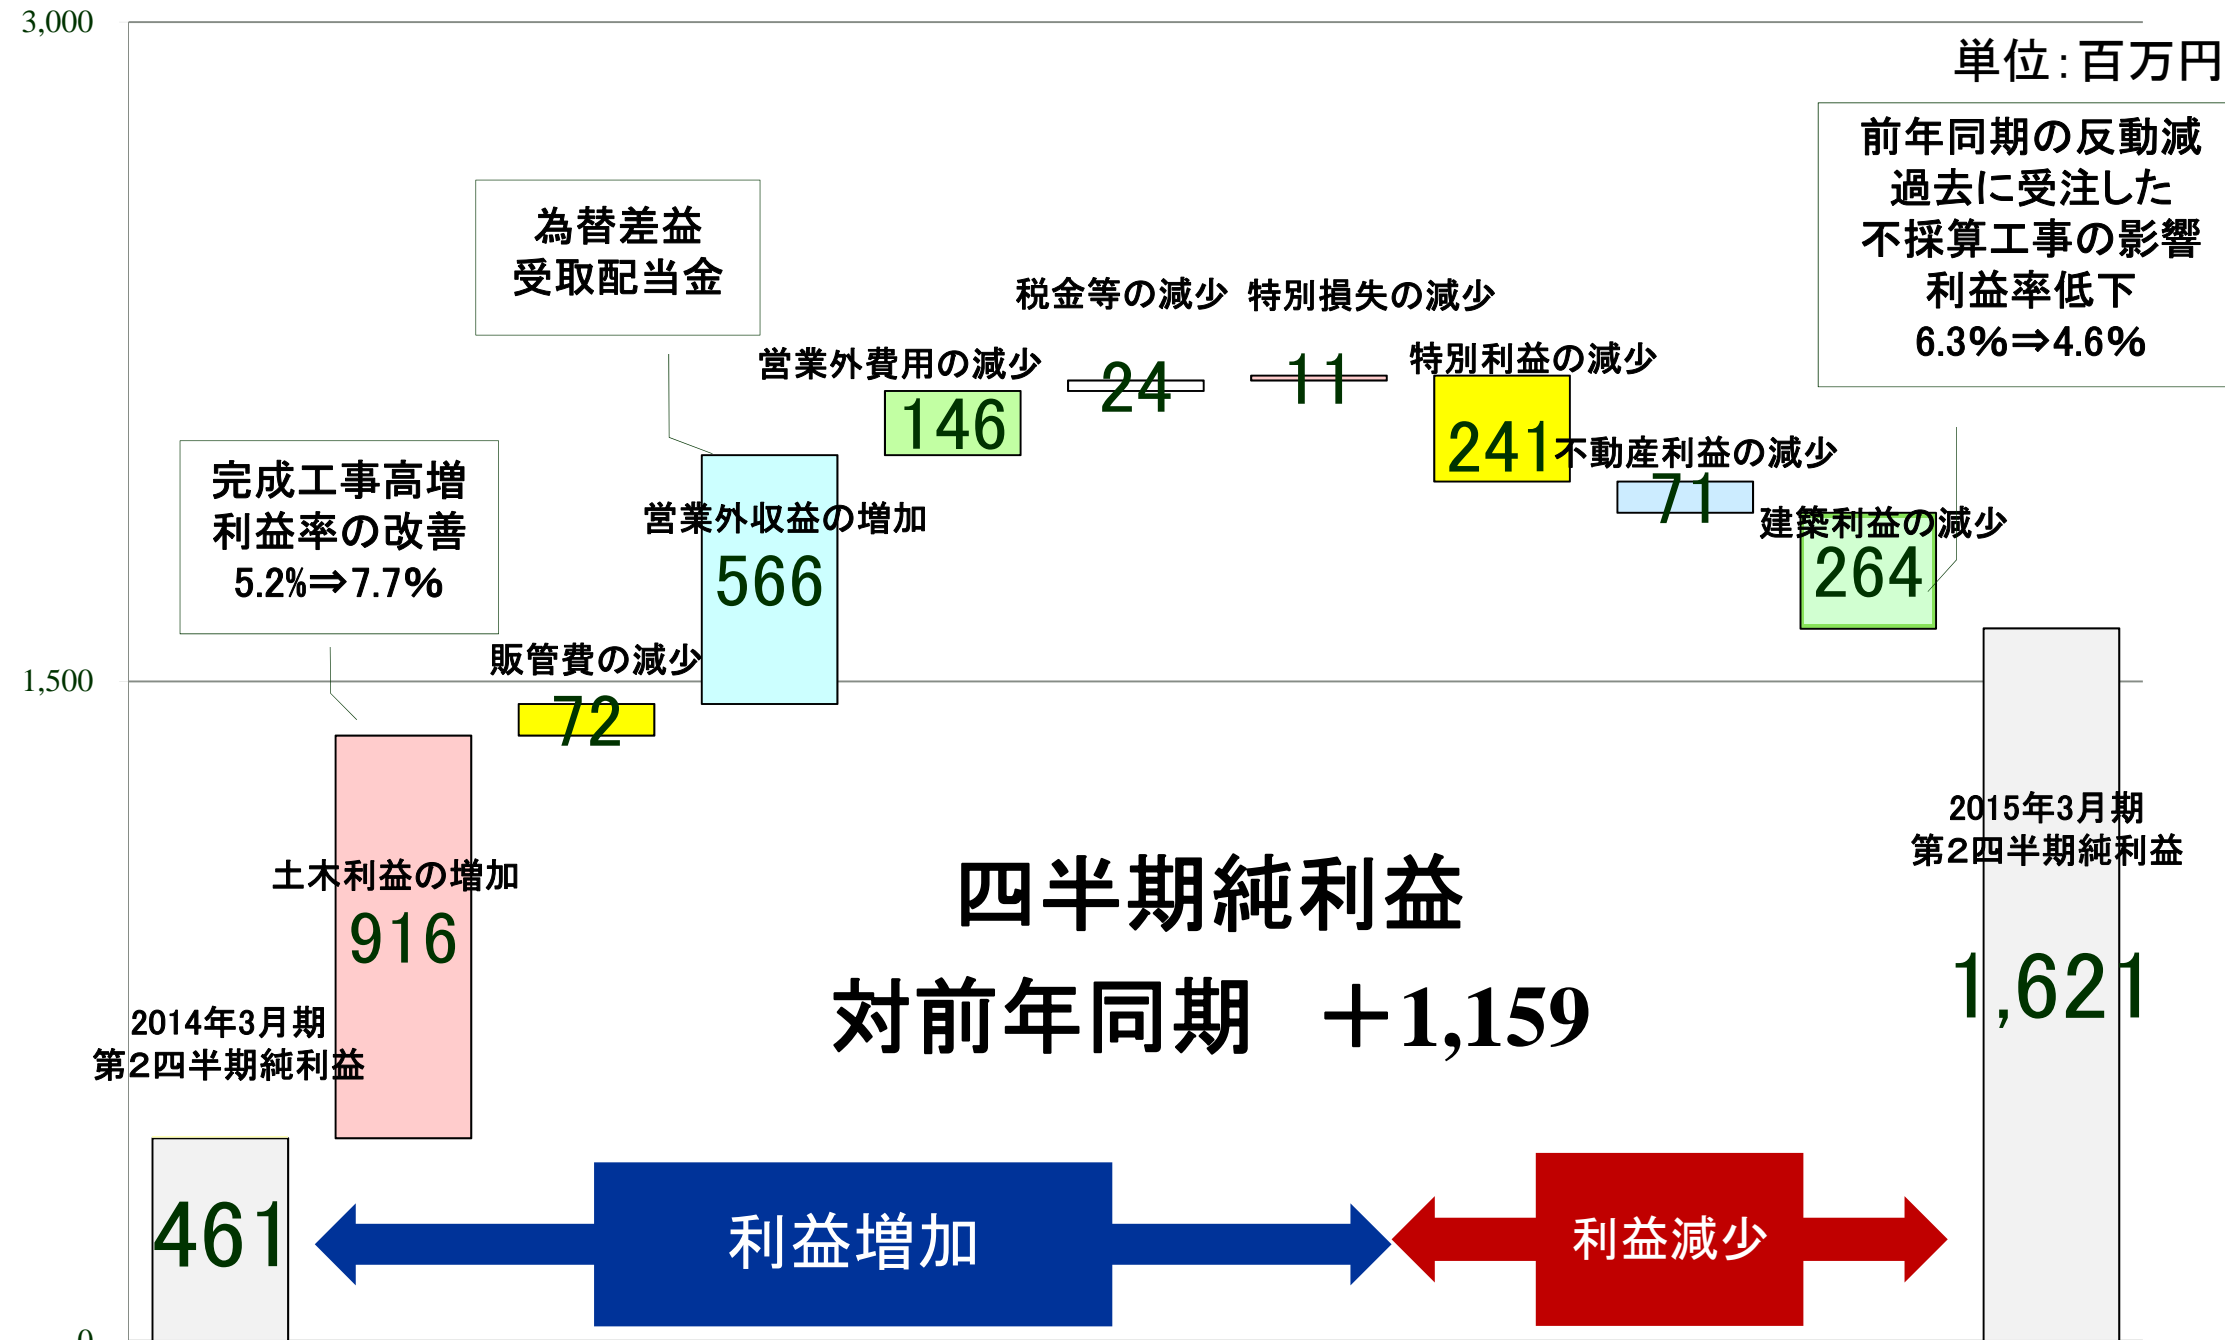 3,000
単位：百万円
前年同期の反動減
過去に受注した
不採算工事の影響
利益率低下
6.3%⇒4.6%
為替差益
受取配当金
税金等の減少
特別損失の減少
営業外費用の減少
特別利益の減少
146
24
11
241
不動産利益の減少
71
完成工事高増
利益率の改善
5.2%⇒7.7%
営業外収益の増加
566
建築利益の減少
264
1,500
販管費の減少
72
土木利益の増加
916
2015年3月期
第2四半期純利益
1,621
四半期純利益
対前年同期　＋1,159
2014年3月期
第2四半期純利益
461
利益増加
利益減少
0